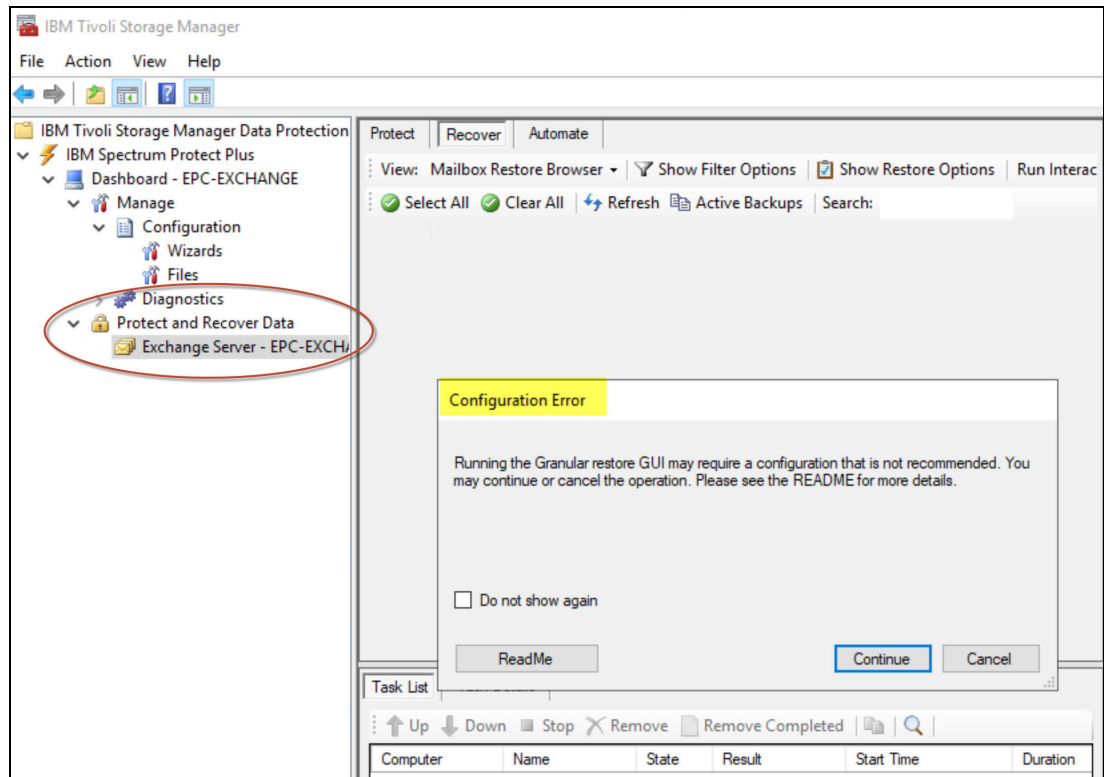 IBM Tivoli Storage Manager
File Action View Help
IBM Tivoli Storage Manager Data Protection
IBM Spectrum Protect Plus
Dashboard - EPC-EXCHANGE
Manage
Configuration
Wizards
Files
Diagnostics
Protect and Recover Data
Exchange Server - EPC-EXCH
Protect Recover Automate
View: Mailbox Restore Browser Show Filter Options Show Restore Options Run Interac
Select All Clear All Refresh Active Backups Search:
Configuration Error
Running the Granular restore GUI may require a configuration that is not recommended. You
may continue or cancel the operation. Please see the README for more details.
Do not show again
ReadMe Continue Cancel
Task List
Up Down Stop Remove Remove Completed
Computer Name State Result Start Time Duration